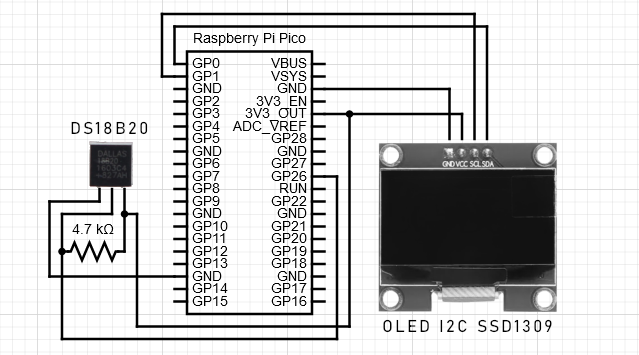 Raspberry Pi Pico
GP0 VBUS
GP1 VSYS
GND GND
GP2 3V3_EN
GP3 3V3_OUT
GP4 ADC_VREF
GP5 GP28
GND GND
GP6 GP27
GP7 GP26
GP8 RUN
GP9 GP22
GND GND
GP10 GP21
GP11 GP20
GP12 GP19
GP13 GP18
GND GND
GP14 GP17
GP15 GP16
DS18B20
DALLAS
4.7 kΩ
GND VCC SCL SDA
OLED I2C SSD1309